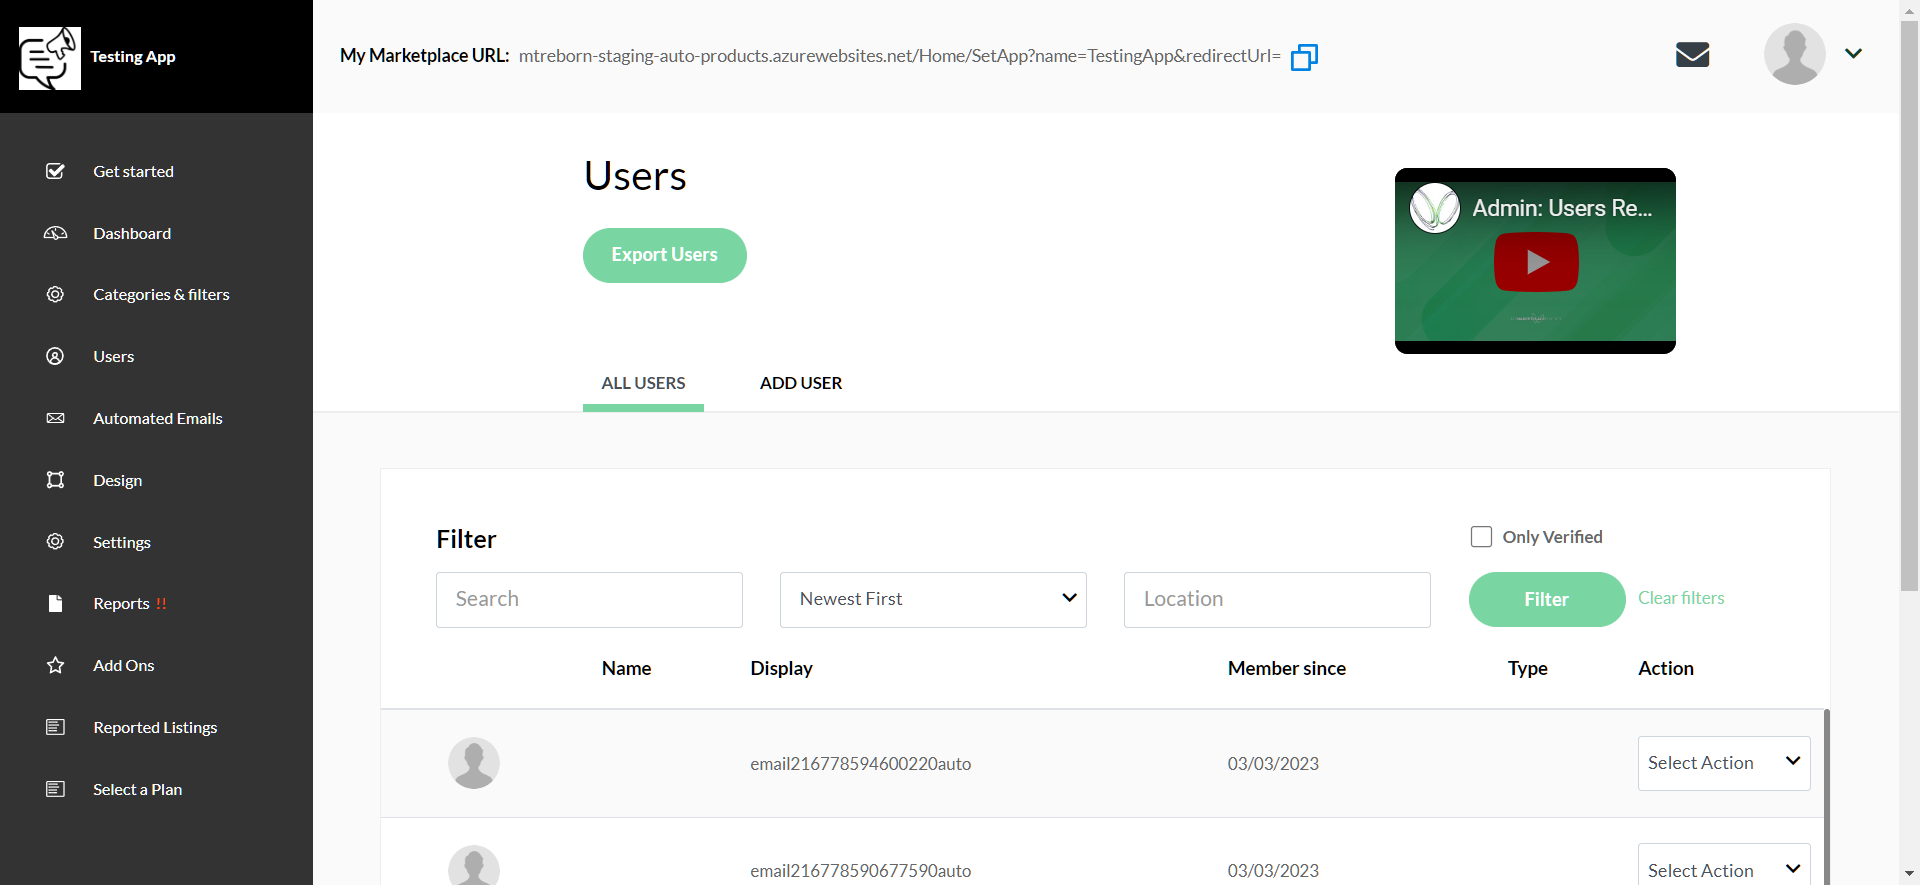 Testing App
My Marketplace URL: mtreborn-staging-auto-products.azurewebsites.net/Home/SetApp?name=TestingApp&redirectUrl=
Get started
Dashboard
Categories & filters
Users
Automated Emails
Design
Settings
Reports !!
Add Ons
Reported Listings
Select a Plan
Users
Export Users
Admin: Users Re...
ALL USERS ADD USER
Filter
Only Verified
Search Newest First Location Filter Clear filters
Name Display Member since Type Action
email216778594600220auto 03/03/2023 Select Action
email216778590677590auto 03/03/2023 Select Action